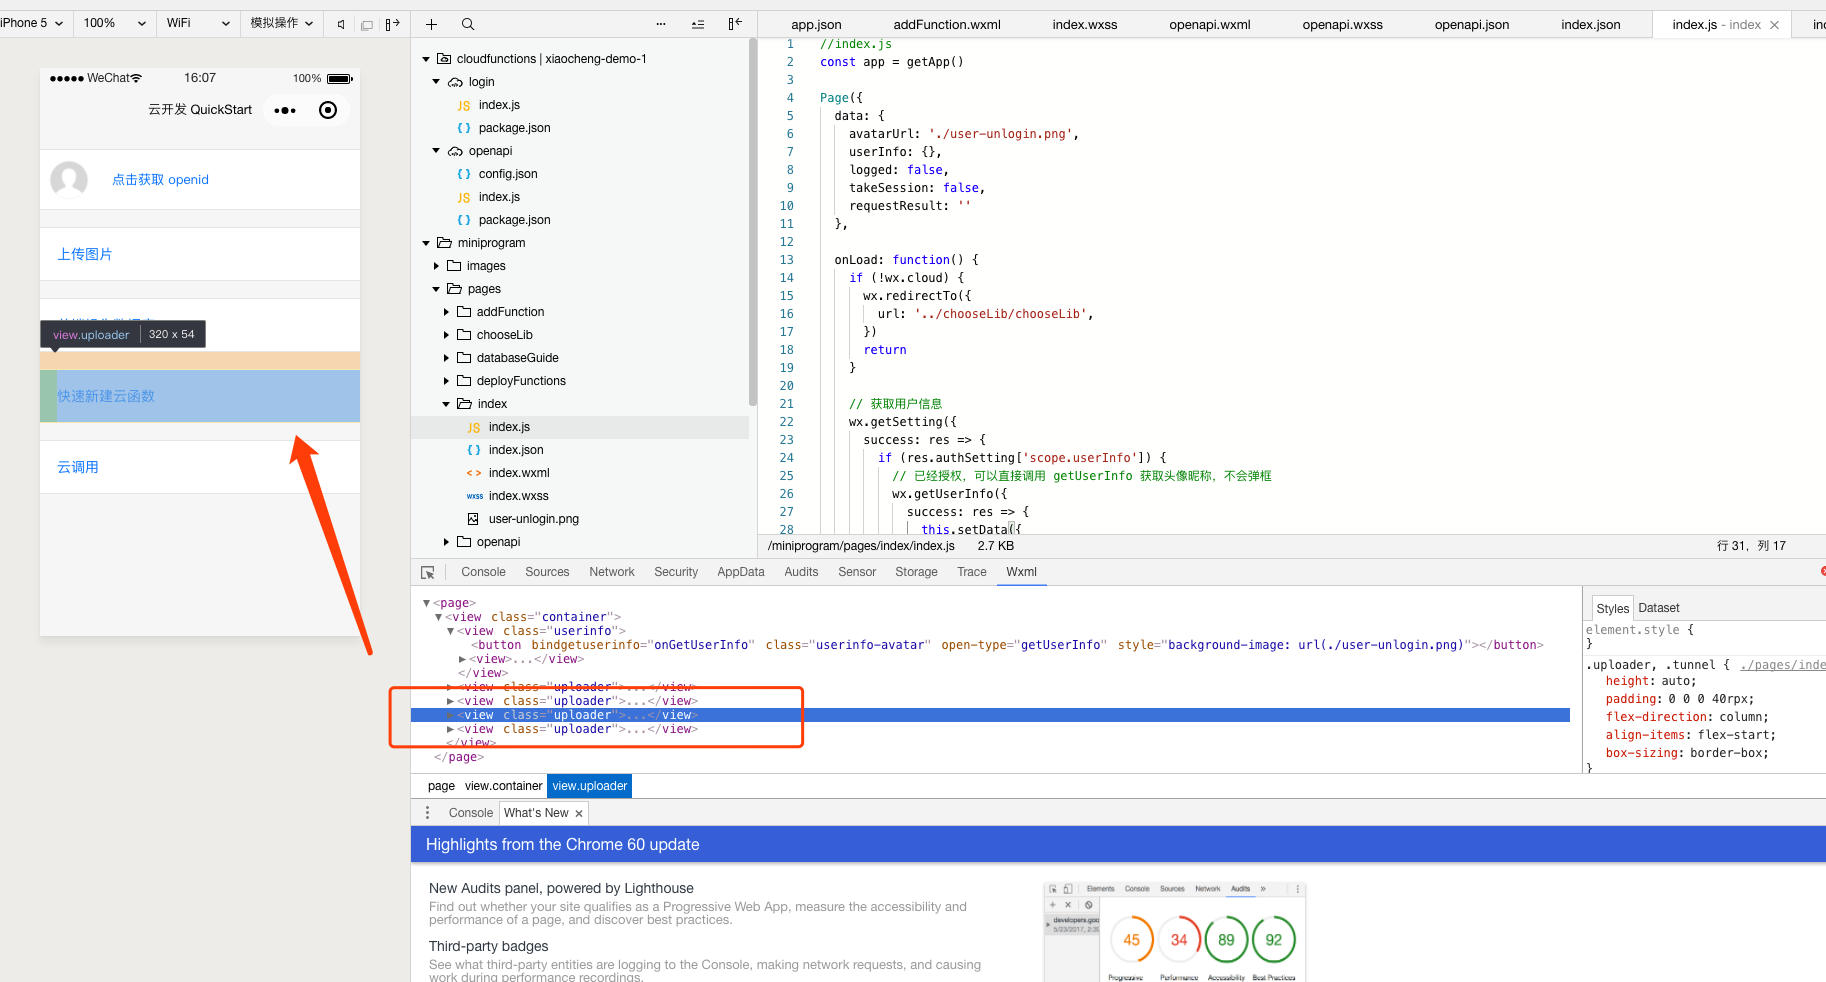 iPhone 5 100% WiFi 模拟操作
WeChat 16:07 100%
云开发 QuickStart
点击获取 openid
上传图片
view.uploader 320 x 54
快速新建云函数
云调用
cloudfunctions | xiaocheng-demo-1
login
JS index.js
{ } package.json
openapi
{ } config.json
JS index.js
{ } package.json
miniprogram
images
pages
addFunction
chooseLib
databaseGuide
deployFunctions
index
JS index.js
{ } index.json
< > index.wxml
wxss index.wxss
user-unlogin.png
openapi
app.json addFunction.wxml index.wxss openapi.wxml openapi.wxss openapi.json index.json index.js - index
1 //index.js
2 const app = getApp()
3
4 Page({
5 data: {
6 avatarUrl: './user-unlogin.png',
7 userInfo: {},
8 logged: false,
9 takeSession: false,
10 requestResult: ''
11 },
12
13 onLoad: function() {
14 if (!wx.cloud) {
15 wx.redirectTo({
16 url: '../chooseLib/chooseLib',
17 })
18 return
19 }
20
21 // 获取用户信息
22 wx.getSetting({
23 success: res => {
24 if (res.authSetting['scope.userInfo']) {
25 // 已经授权，可以直接调用 getUserInfo 获取头像昵称，不会弹框
26 wx.getUserInfo({
27 success: res => {
28 this.setData({
/miniprogram/pages/index/index.js 2.7 KB 行 31，列 17
Console Sources Network Security AppData Audits Sensor Storage Trace Wxml
<page>
<view class="container">
<view class="userinfo">
<button bindgetuserinfo="onGetUserInfo" class="userinfo-avatar" open-type="getUserInfo" style="background-image: url(./user-unlogin.png)"></button>
<view>...</view>
</view>
<view class="uploader">...</view>
<view class="uploader">...</view>
<view class="uploader">...</view>
<view class="uploader">...</view>
</view>
</page>
page view.container view.uploader
Styles Dataset
element.style {
}
.uploader, .tunnel { ./pages/inde
height: auto;
padding: 0 0 0 40rpx;
flex-direction: column;
align-items: flex-start;
box-sizing: border-box;
}
Console What's New
Highlights from the Chrome 60 update
New Audits panel, powered by Lighthouse
Find out whether your site qualifies as a Progressive Web App, measure the accessibility and
performance of a page, and discover best practices.
Third-party badges
See what third-party entities are logging to the Console, making network requests, and causing
work during performance recordings.
Elements Console Sources Network Audits »
developers.goo
5/23/2017, 2:39
45 34 89 92
Progressive Performance Accessibility Best Practices